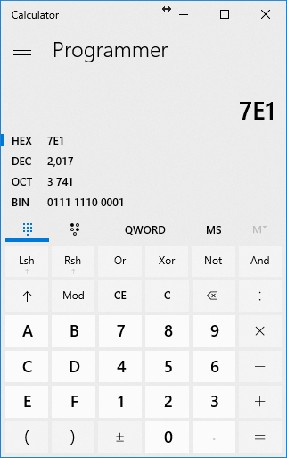 Calculator
Programmer
7E1
HEX 7E1
DEC 2,017
OCT 3 741
BIN 0111 1110 0001
QWORD MS M
Lsh Rsh Or Xor Not And
↑ Mod CE C ⌫ :
A B 7 8 9 ×
C D 4 5 6 −
E F 1 2 3 +
( ) ± 0 . =